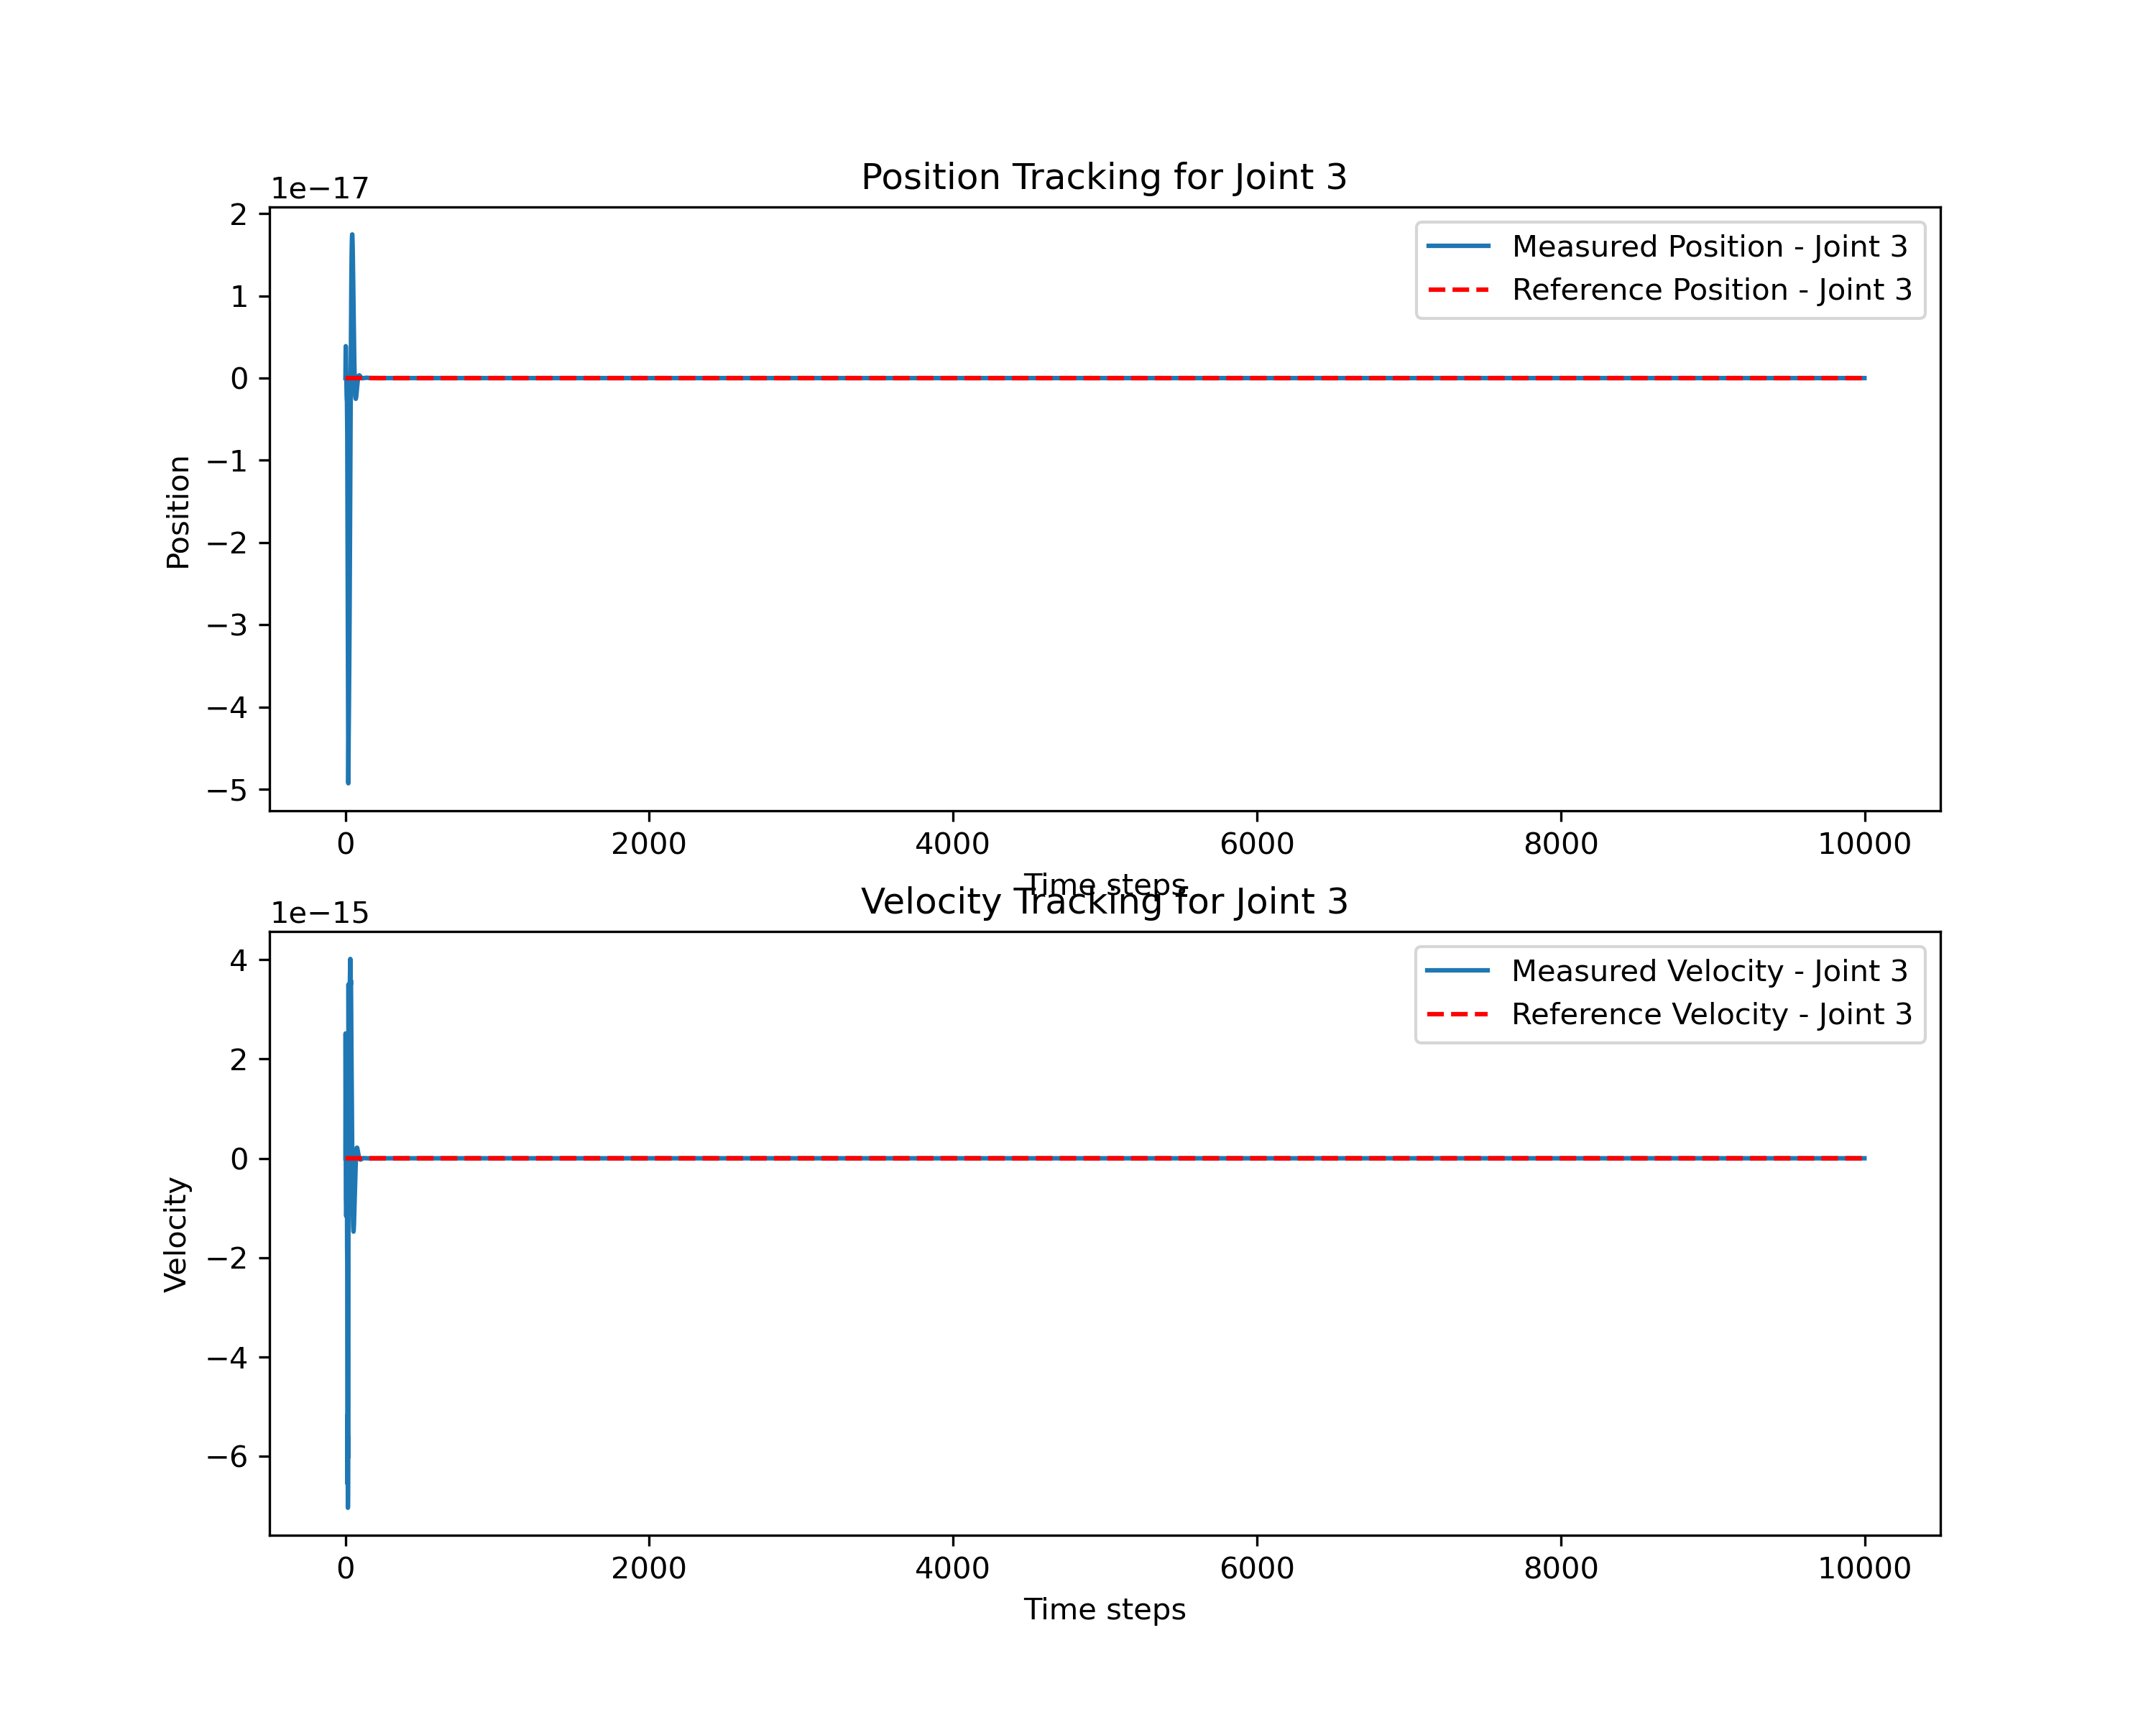 Position Tracking for Joint 3
1e−17
2
1
0
−1
−2
−3
−4
−5
Position
Measured Position - Joint 3
Reference Position - Joint 3
0 2000 4000 6000 8000 10000
Time steps
Velocity Tracking for Joint 3
1e−15
4
2
0
−2
−4
−6
Velocity
Measured Velocity - Joint 3
Reference Velocity - Joint 3
0 2000 4000 6000 8000 10000
Time steps